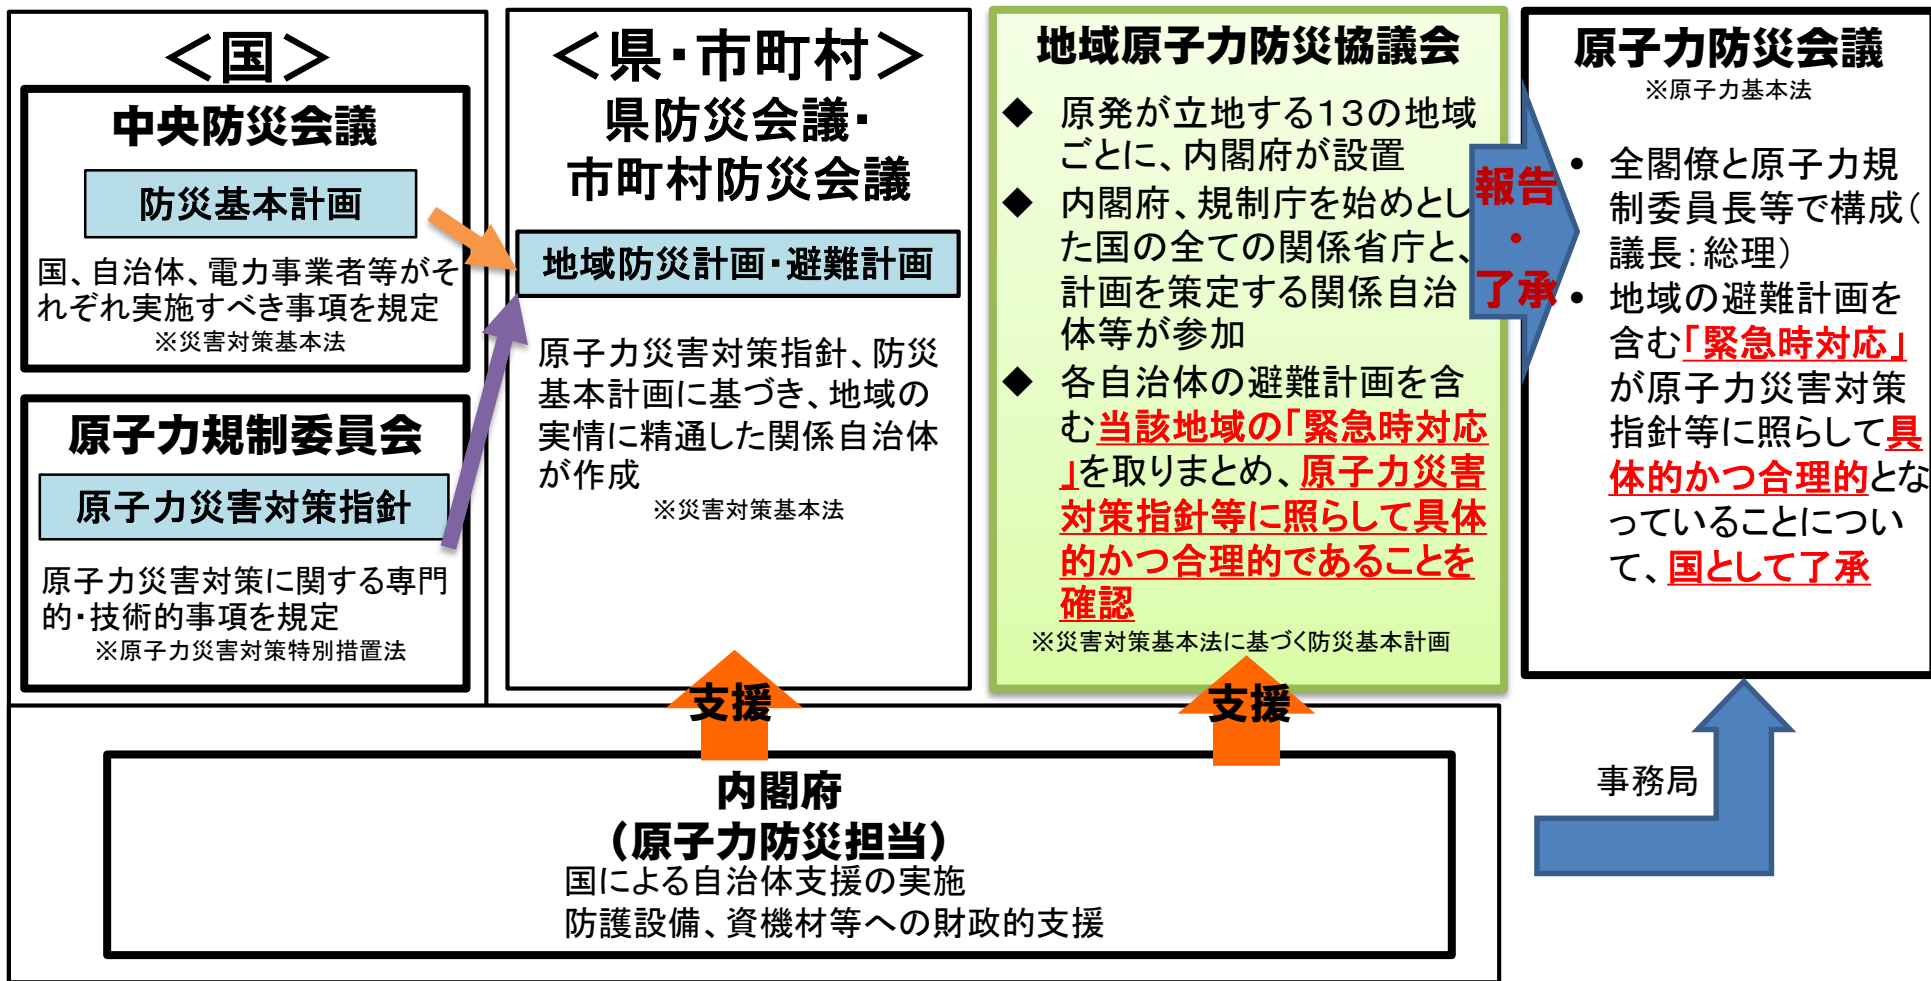 ＜国＞
中央防災会議
防災基本計画
国、自治体、電力事業者等がそ
れぞれ実施すべき事項を規定
※災害対策基本法
原子力規制委員会
原子力災害対策指針
原子力災害対策に関する専門
的・技術的事項を規定
※原子力災害対策特別措置法
＜県・市町村＞
県防災会議・
市町村防災会議
地域防災計画・避難計画
原子力災害対策指針、防災
基本計画に基づき、地域の
実情に精通した関係自治体
が作成
※災害対策基本法
地域原子力防災協議会
◆ 原発が立地する13の地域
ごとに、内閣府が設置
◆ 内閣府、規制庁を始めとし
た国の全ての関係省庁と、
計画を策定する関係自治
体等が参加
◆ 各自治体の避難計画を含
む当該地域の「緊急時対応
」を取りまとめ、原子力災害
対策指針等に照らして具体
的かつ合理的であることを
確認
※災害対策基本法に基づく防災基本計画
報告
・
了承
原子力防災会議
※原子力基本法
• 全閣僚と原子力規
制委員長等で構成（
議長：総理）
• 地域の避難計画を
含む「緊急時対応」
が原子力災害対策
指針等に照らして具
体的かつ合理的とな
っていることについ
て、国として了承
支援
支援
内閣府
（原子力防災担当）
国による自治体支援の実施
防護設備、資機材等への財政的支援
事務局